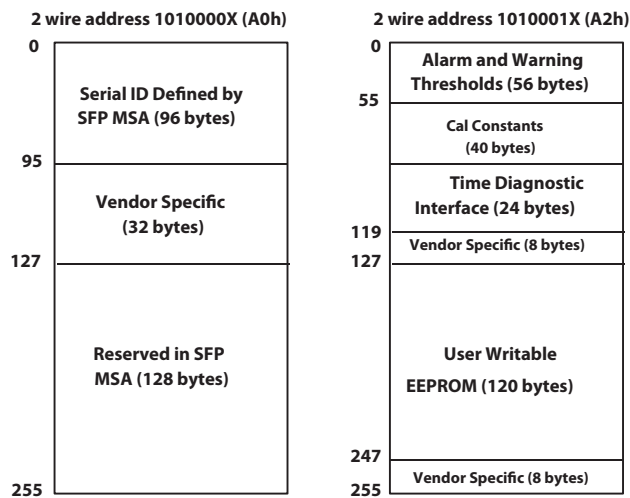 2 wire address 1010000X (A0h)
0
Serial ID Defined by
SFP MSA (96 bytes)
95
Vendor Specific
(32 bytes)
127
Reserved in SFP
MSA (128 bytes)
255
2 wire address 1010001X (A2h)
0
Alarm and Warning
Thresholds (56 bytes)
55
Cal Constants
(40 bytes)
Time Diagnostic
Interface (24 bytes)
119
Vendor Specific (8 bytes)
127
User Writable
EEPROM (120 bytes)
247
Vendor Specific (8 bytes)
255